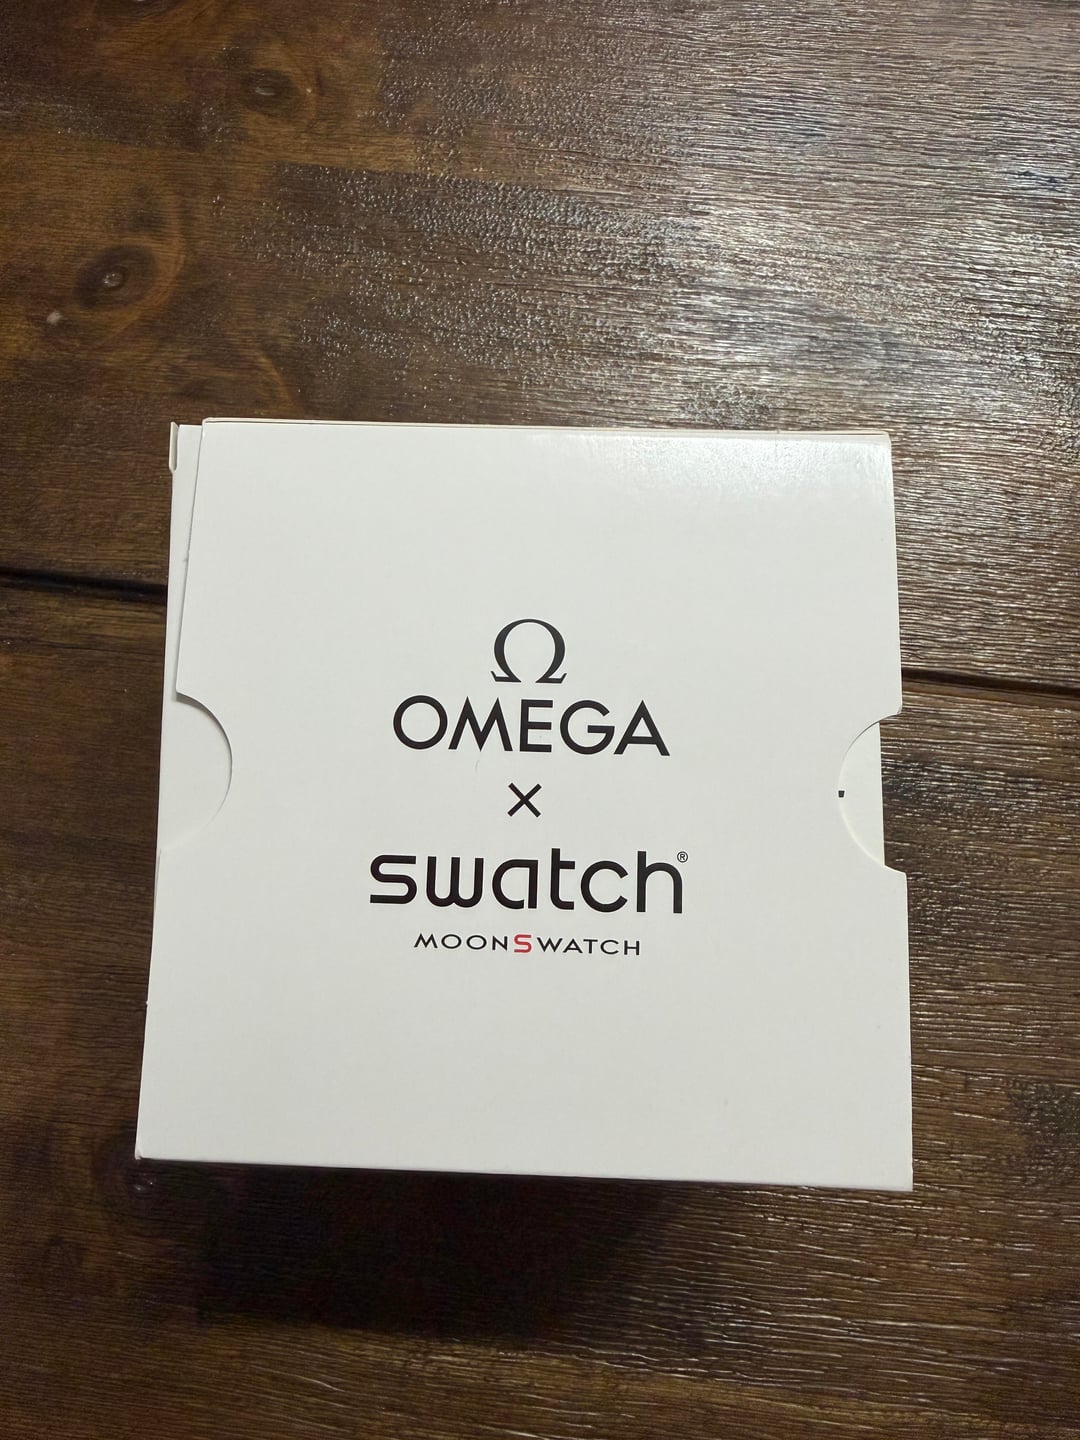 Ω
OMEGA
×
swatch®
MOONSWATCH